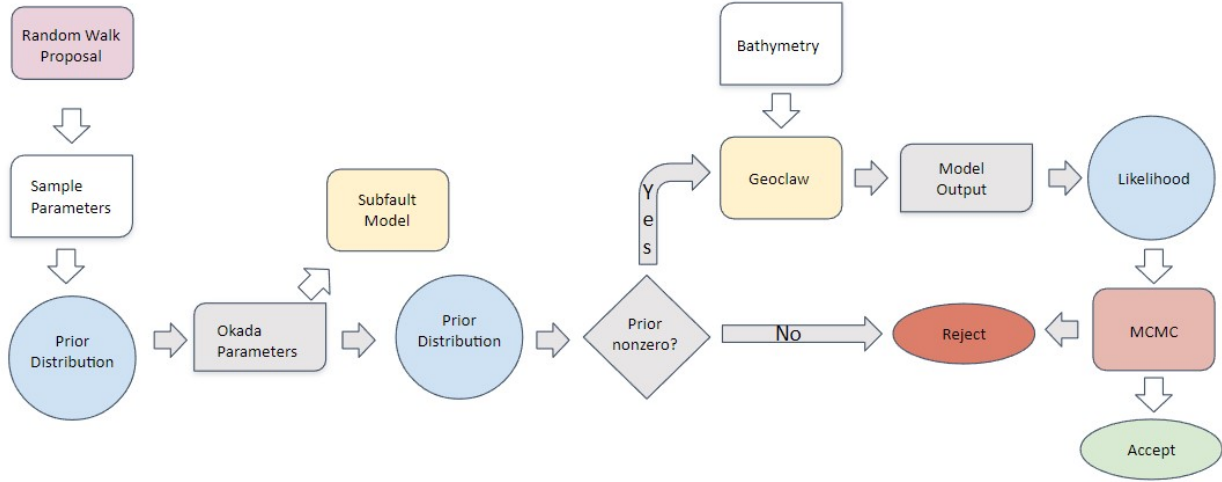 Random Walk
Proposal
Sample
Parameters
Prior
Distribution
Okada
Parameters
Subfault
Model
Prior
Distribution
Prior
nonzero?
Yes
No
Bathymetry
Geoclaw
Model
Output
Likelihood
MCMC
Reject
Accept